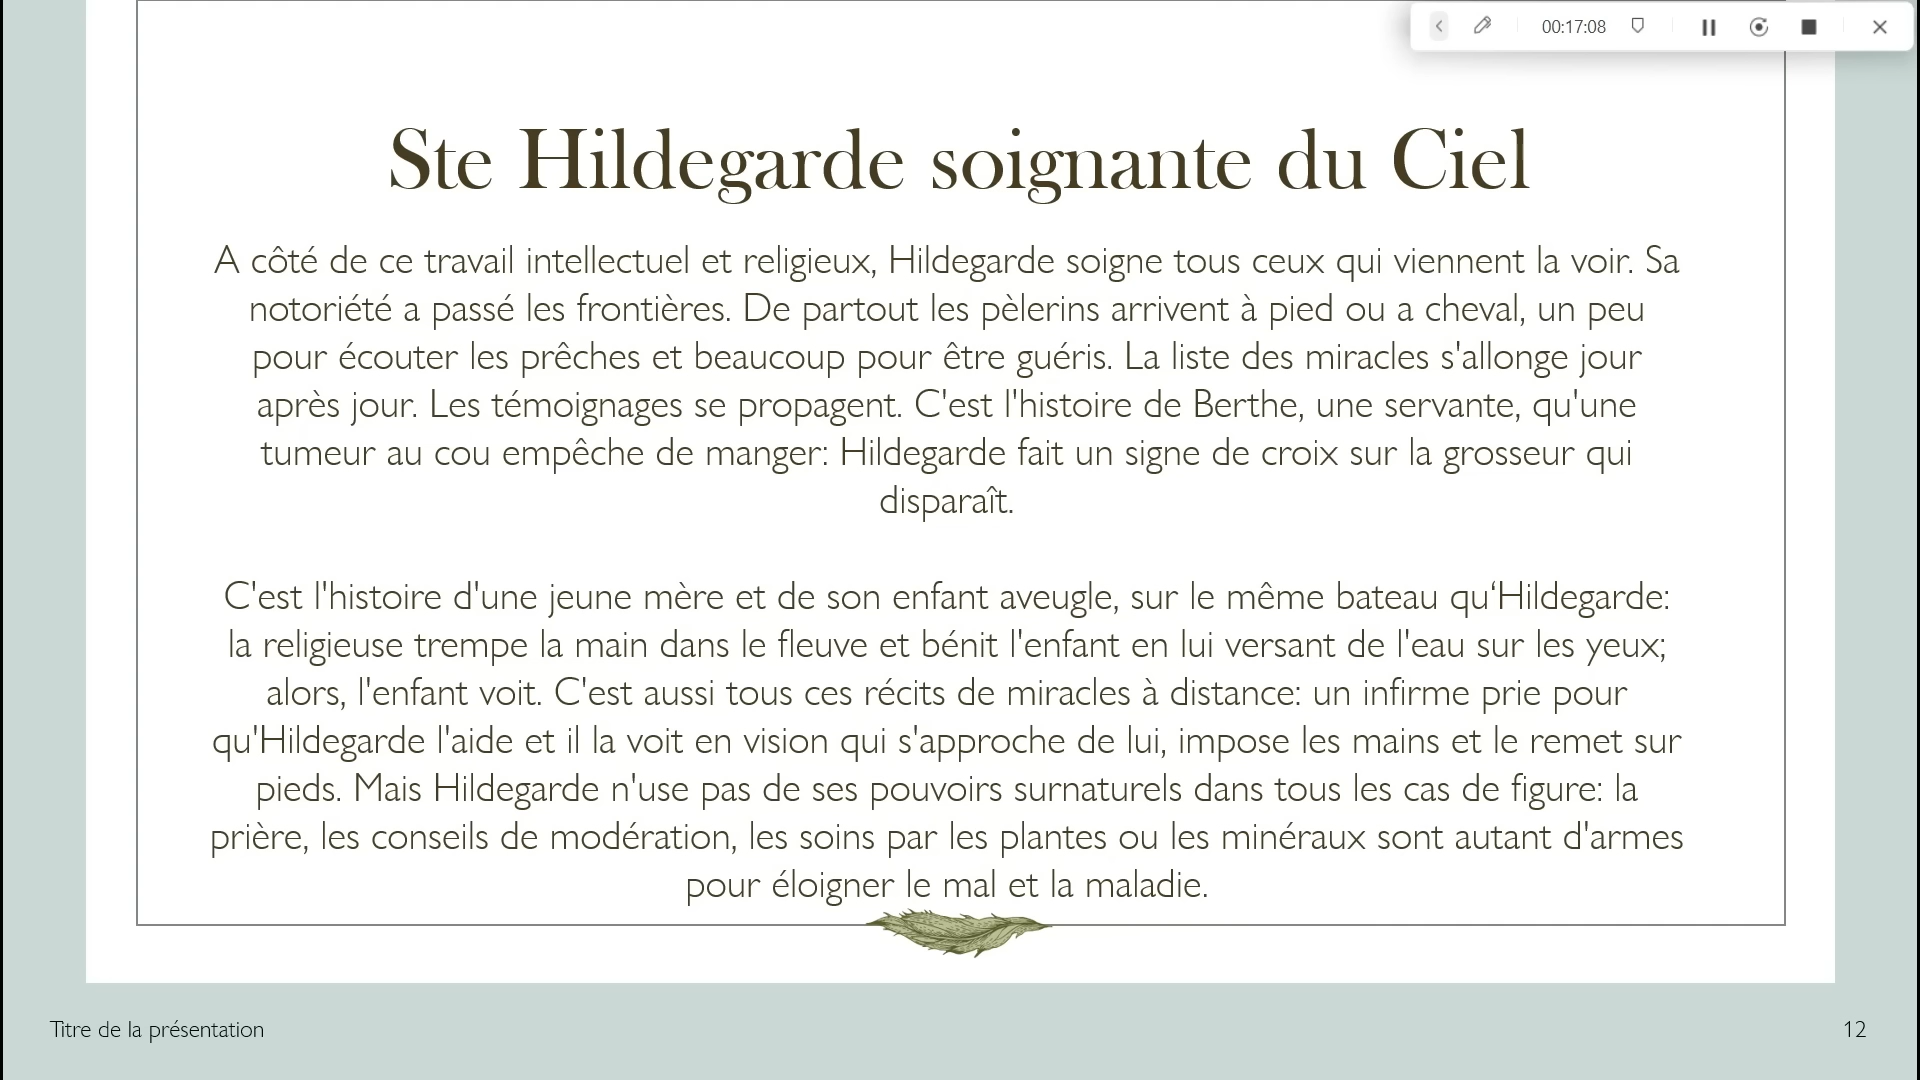 00:17:08
Ste Hildegarde soignante du Ciel
A côté de ce travail intellectuel et religieux, Hildegarde soigne tous ceux qui viennent la voir. Sa
notoriété a passé les frontières. De partout les pèlerins arrivent à pied ou a cheval, un peu
pour écouter les prêches et beaucoup pour être guéris. La liste des miracles s'allonge jour
après jour. Les témoignages se propagent. C'est l'histoire de Berthe, une servante, qu'une
tumeur au cou empêche de manger: Hildegarde fait un signe de croix sur la grosseur qui
disparaît.
C'est l'histoire d'une jeune mère et de son enfant aveugle, sur le même bateau qu‘Hildegarde:
la religieuse trempe la main dans le fleuve et bénit l'enfant en lui versant de l'eau sur les yeux;
alors, l'enfant voit. C'est aussi tous ces récits de miracles à distance: un infirme prie pour
qu'Hildegarde l'aide et il la voit en vision qui s'approche de lui, impose les mains et le remet sur
pieds. Mais Hildegarde n'use pas de ses pouvoirs surnaturels dans tous les cas de figure: la
prière, les conseils de modération, les soins par les plantes ou les minéraux sont autant d'armes
pour éloigner le mal et la maladie.
Titre de la présentation
12